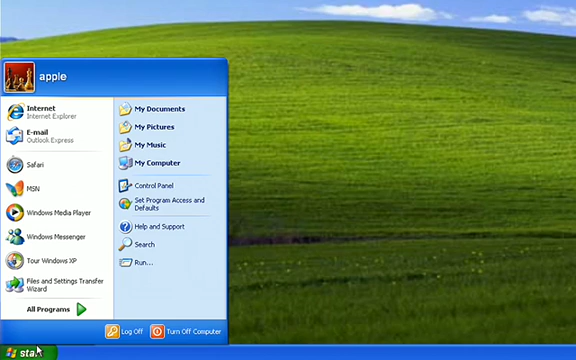 apple
Internet
Internet Explorer
E-mail
Outlook Express
Safari
MSN
Windows Media Player
Windows Messenger
Tour Windows XP
Files and Settings Transfer
Wizard
All Programs
My Documents
My Pictures
My Music
My Computer
Control Panel
Set Program Access and
Defaults
Help and Support
Search
Run...
Log Off
Turn Off Computer
start